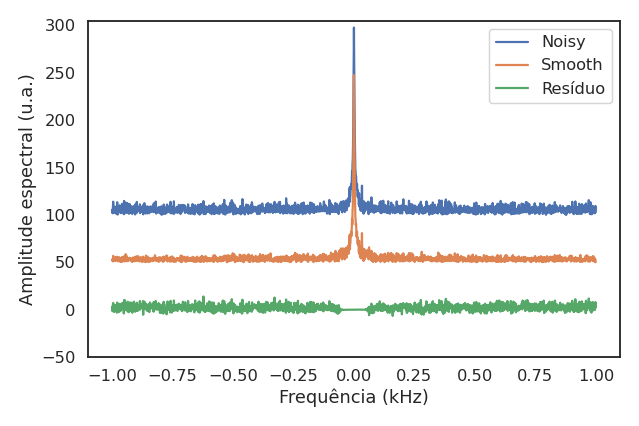 300
250
200
150
100
50
0
−50
Amplitude espectral (u.a.)
Noisy
Smooth
Resíduo
−1.00 −0.75 −0.50 −0.25 0.00 0.25 0.50 0.75 1.00
Frequência (kHz)